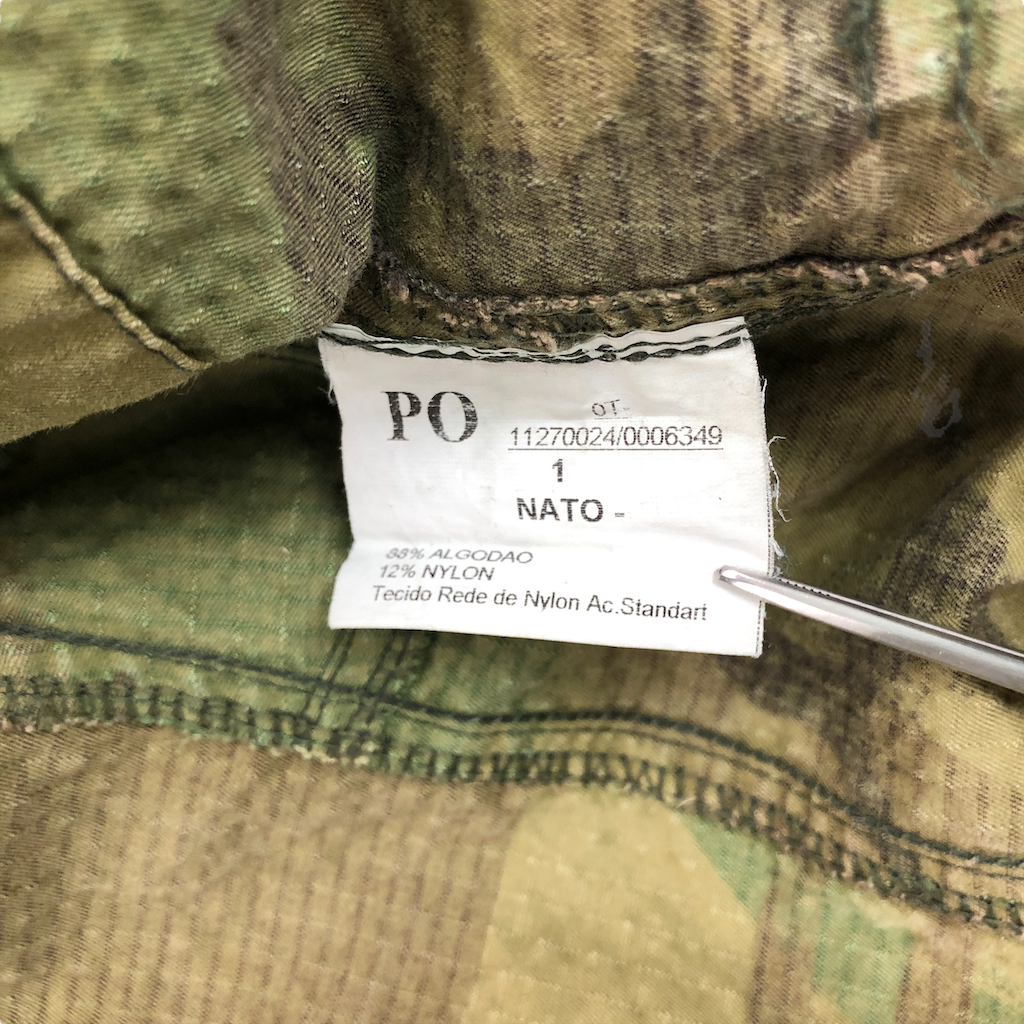 PO
OT-
11270024/0006349
1
NATO -
88% ALGODAO
12% NYLON
Tecido Rede de Nylon Ac.Standart